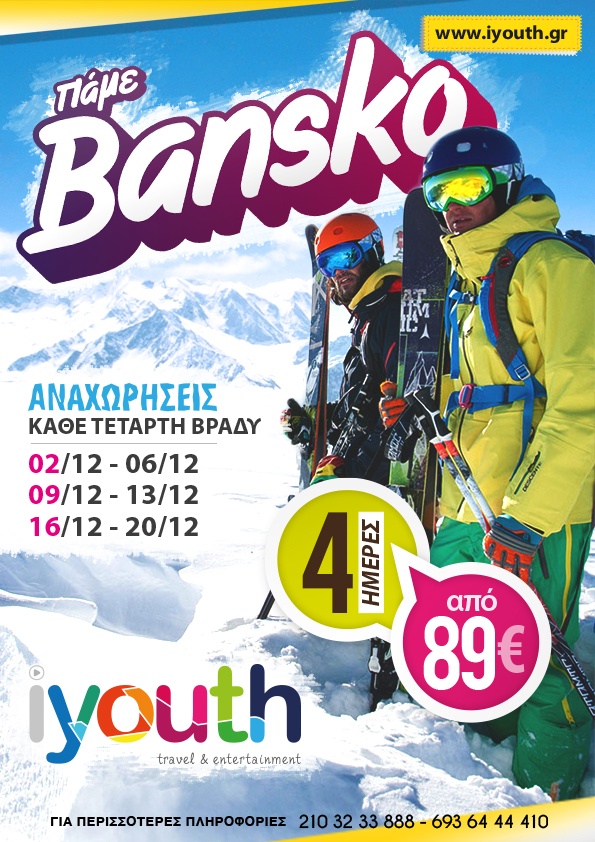 www.iyouth.gr
πάμε
Bansko
ΑΝΑΧΩΡΗΣΕΙΣ
ΚΑΘΕ ΤΕΤΑΡΤΗ ΒΡΑΔΥ
02/12 - 06/12
09/12 - 13/12
16/12 - 20/12
4 ΗΜΕΡΕΣ
από
89€
iyouth
travel & entertainment
ΓΙΑ ΠΕΡΙΣΣΟΤΕΡΕΣ ΠΛΗΡΟΦΟΡΙΕΣ 210 32 33 888 - 693 64 44 410
DESCENTE